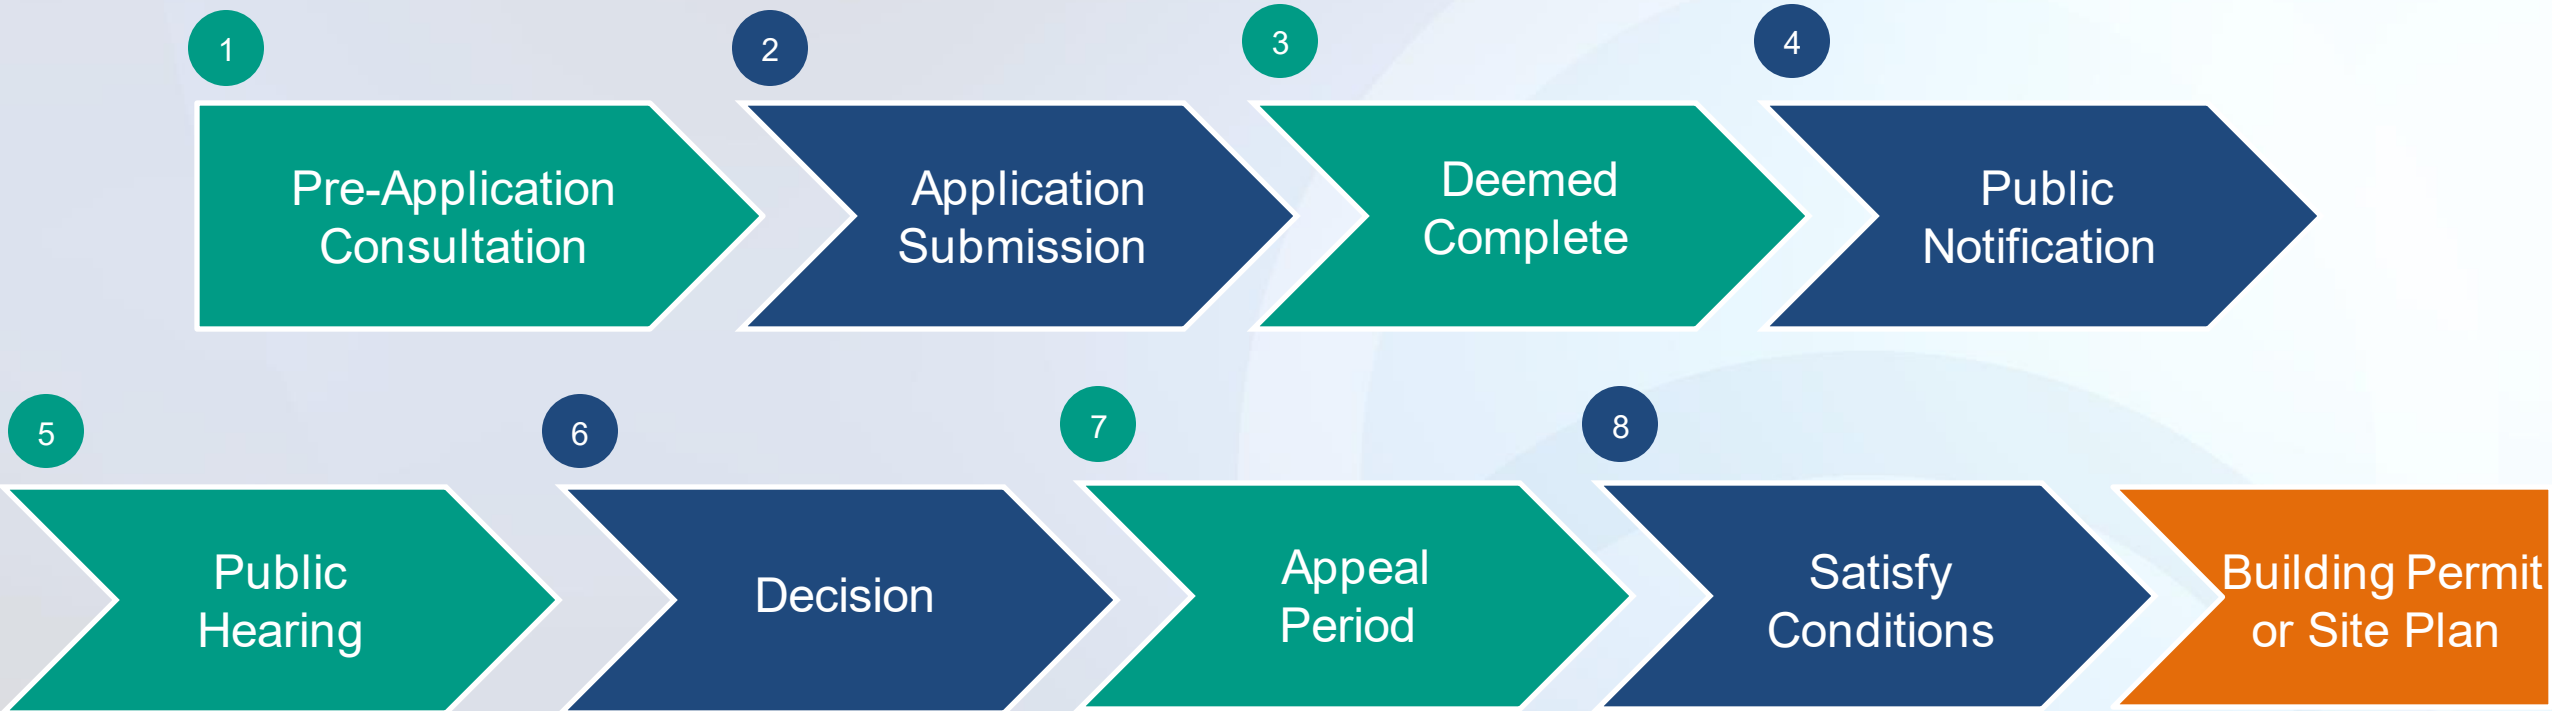 1
Pre-Application
Consultation
2
Application
Submission
3
Deemed
Complete
4
Public
Notification
5
Public
Hearing
6
Decision
7
Appeal
Period
8
Satisfy
Conditions
Building Permit
or Site Plan